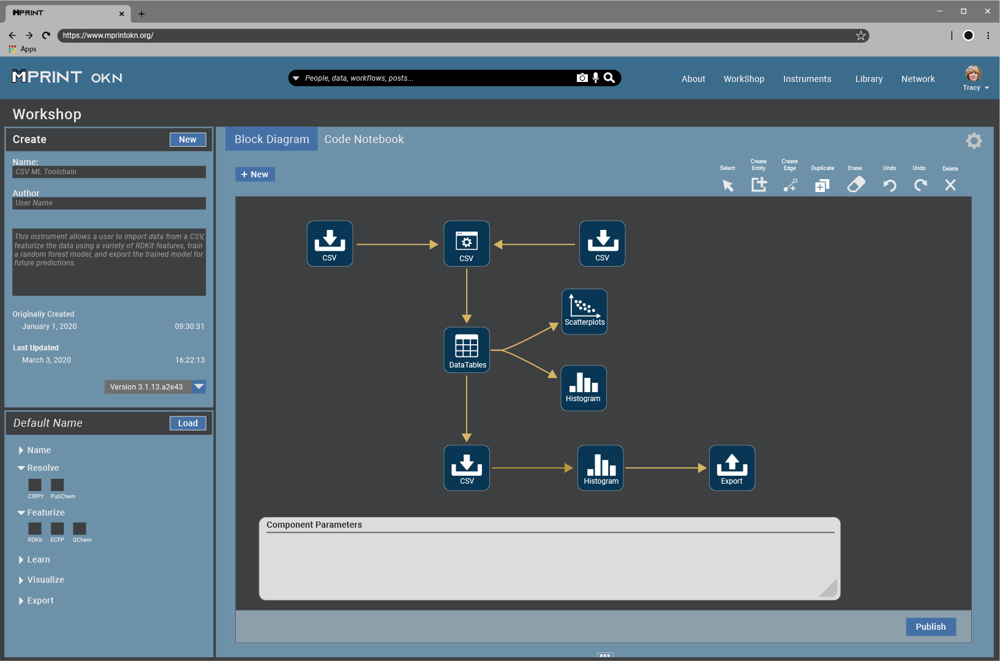 MPRINT
https://www.mprintokn.org/
Apps
MPRINT OKN
People, data, workflows, posts...
About WorkShop Instruments Library Network
Tracy
Workshop
Create New
Name:
CSV ML Toolchain
Author
User Name
This instrument allows a user to import data from a CSV,
featurize the data using a variety of RDKit features, train
a random forest model, and export the trained model for
future predictions.
Originally Created
January 1, 2020 09:30:31
Last Updated
March 3, 2020 16:22:13
Version 3.1.13.a2e43
Default Name Load
Name
Resolve
CIRPY PubChem
Featurize
RDKit ECFP QChem
Learn
Visualize
Export
Block Diagram Code Notebook
+ New
Select Create Entity Create Edge Duplicate Erase Undo Undo Delete
CSV CSV CSV
Scatterplots
DataTables
Histogram
CSV Histogram Export
Component Parameters
Publish